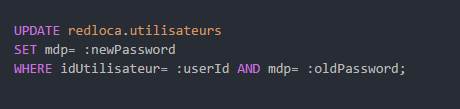 UPDATE redloca.utilisateurs
SET mdp= :newPassword
WHERE idUtilisateur= :userId AND mdp= :oldPassword;